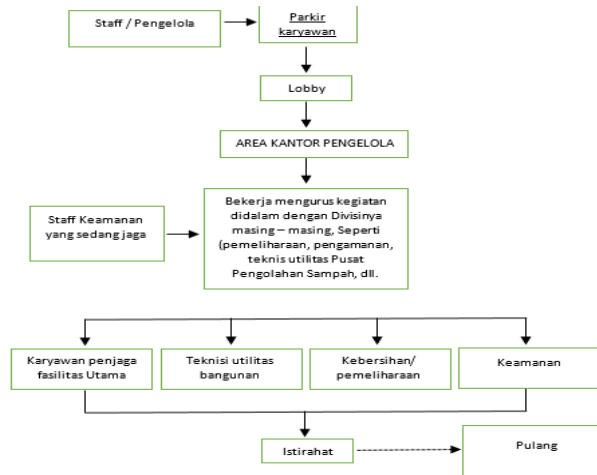 Staff / Pengelola
Parkir
karyawan
Lobby
AREA KANTOR PENGELOLA
Staff Keamanan
yang sedang jaga
Bekerja mengurus kegiatan
didalam dengan Divisinya
masing – masing, Seperti
(pemeliharaan, pengamanan,
teknis utilitas Pusat
Pengolahan Sampah, dll.
Karyawan penjaga
fasilitas Utama
Teknisi utilitas
bangunan
Kebersihan/
pemeliharaan
Keamanan
Istirahat
Pulang